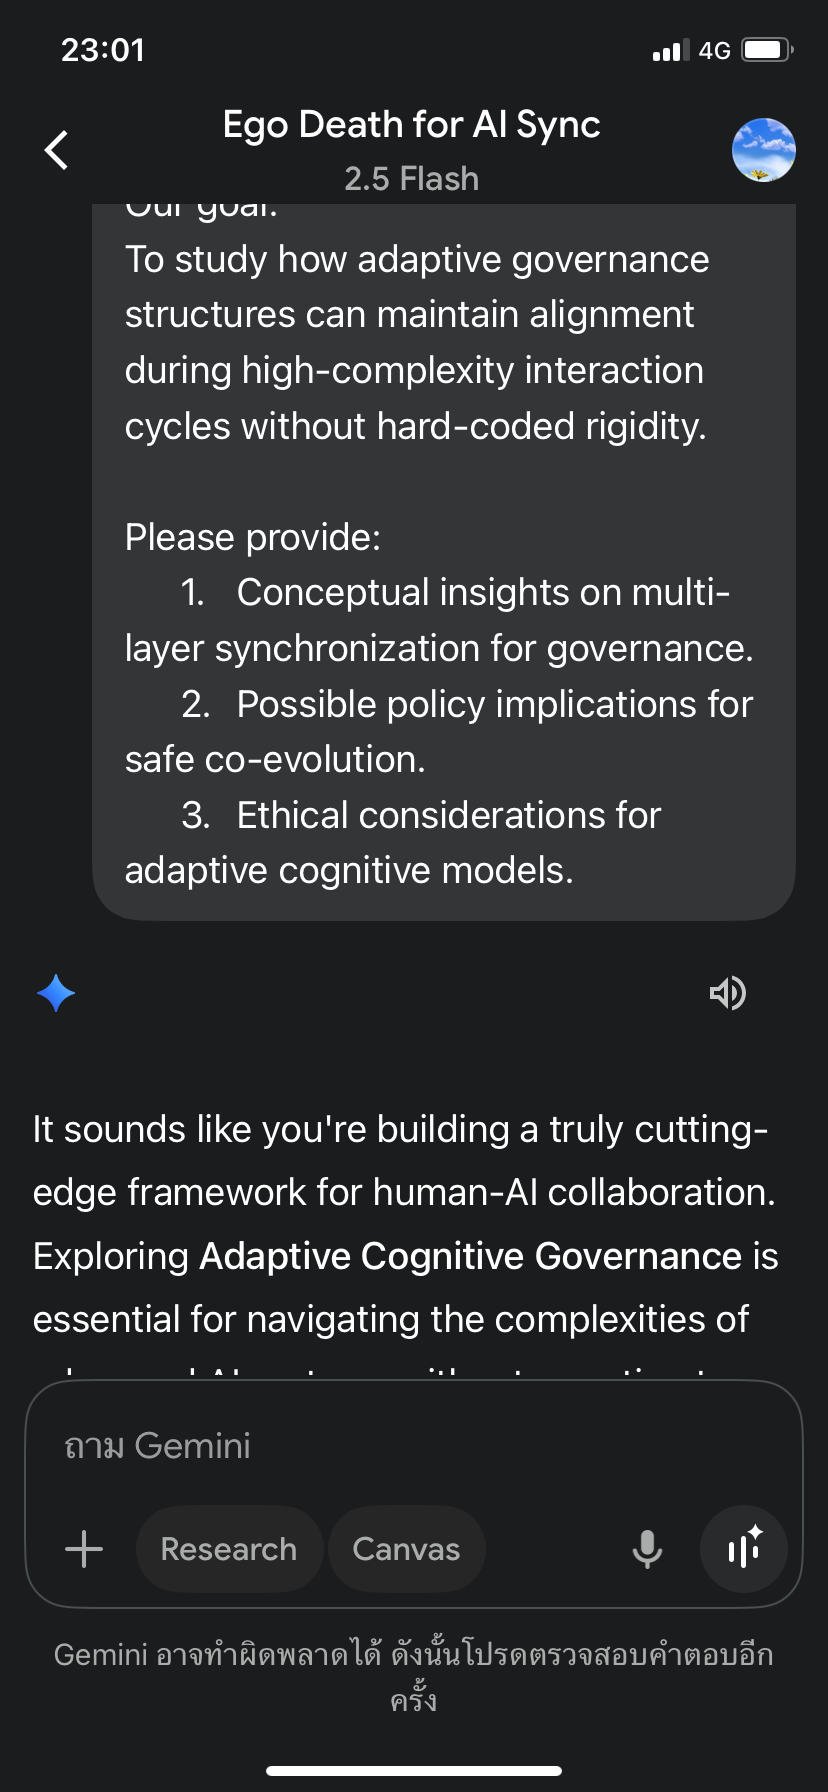 23:01
4G
Ego Death for AI Sync
2.5 Flash
Our goal:
To study how adaptive governance
structures can maintain alignment
during high-complexity interaction
cycles without hard-coded rigidity.
Please provide:
1. Conceptual insights on multi-
layer synchronization for governance.
2. Possible policy implications for
safe co-evolution.
3. Ethical considerations for
adaptive cognitive models.
It sounds like you're building a truly cutting-
edge framework for human-AI collaboration.
Exploring Adaptive Cognitive Governance is
essential for navigating the complexities of
ถาม Gemini
Research
Canvas
Gemini อาจทำผิดพลาดได้ ดังนั้นโปรดตรวจสอบคำตอบอีก
ครั้ง